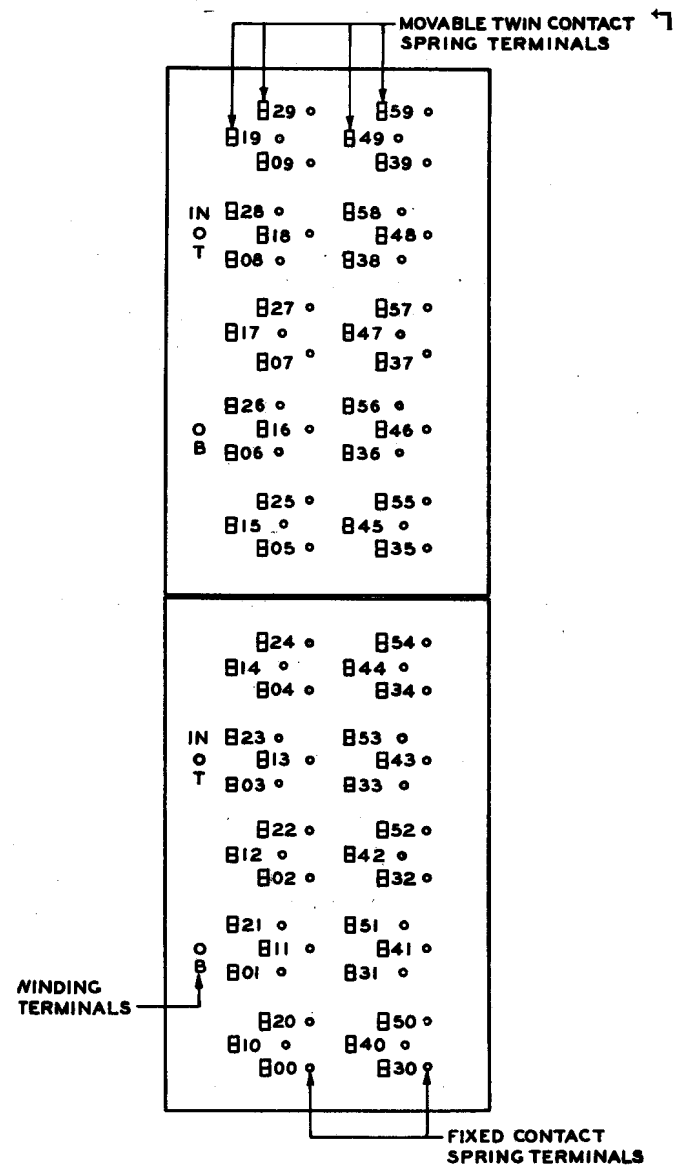 MOVABLE TWIN CONTACT
SPRING TERMINALS
29 59
19 49
09 39
IN 28 58
O 18 48
T 08 38
27 57
17 47
07 37
26 56
O 16 46
B 06 36
25 55
15 45
05 35
24 54
14 44
04 34
IN 23 53
O 13 43
T 03 33
22 52
12 42
02 32
21 51
O 11 41
B 01 31
WINDING
TERMINALS
20 50
10 40
00 30
FIXED CONTACT
SPRING TERMINALS